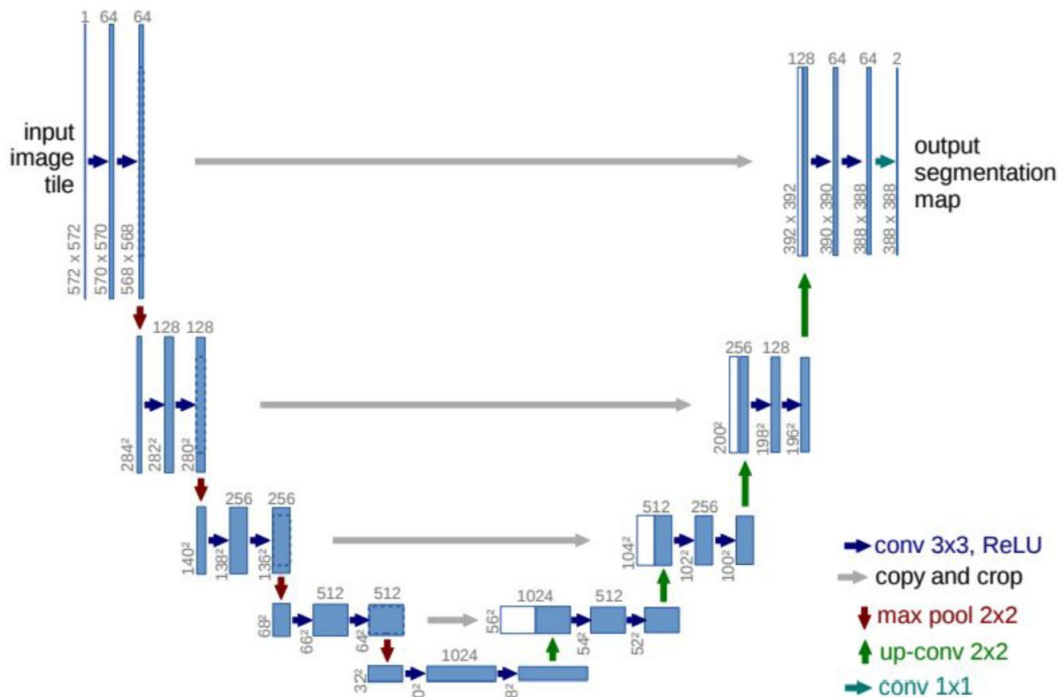 1 64 64
input
image
tile
572 x 572
570 x 570
568 x 568
128 64 64 2
output
segmentation
map
392 x 392
390 x 390
388 x 388
388 x 388
128 128
284²
282²
280²
256 128
200²
198²
196²
256 256
140²
138²
136²
512 256
104²
102²
100²
512 512
68²
66²
64²
1024 512
56²
54²
52²
1024
32²
0²
8²
conv 3x3, ReLU
copy and crop
max pool 2x2
up-conv 2x2
conv 1x1